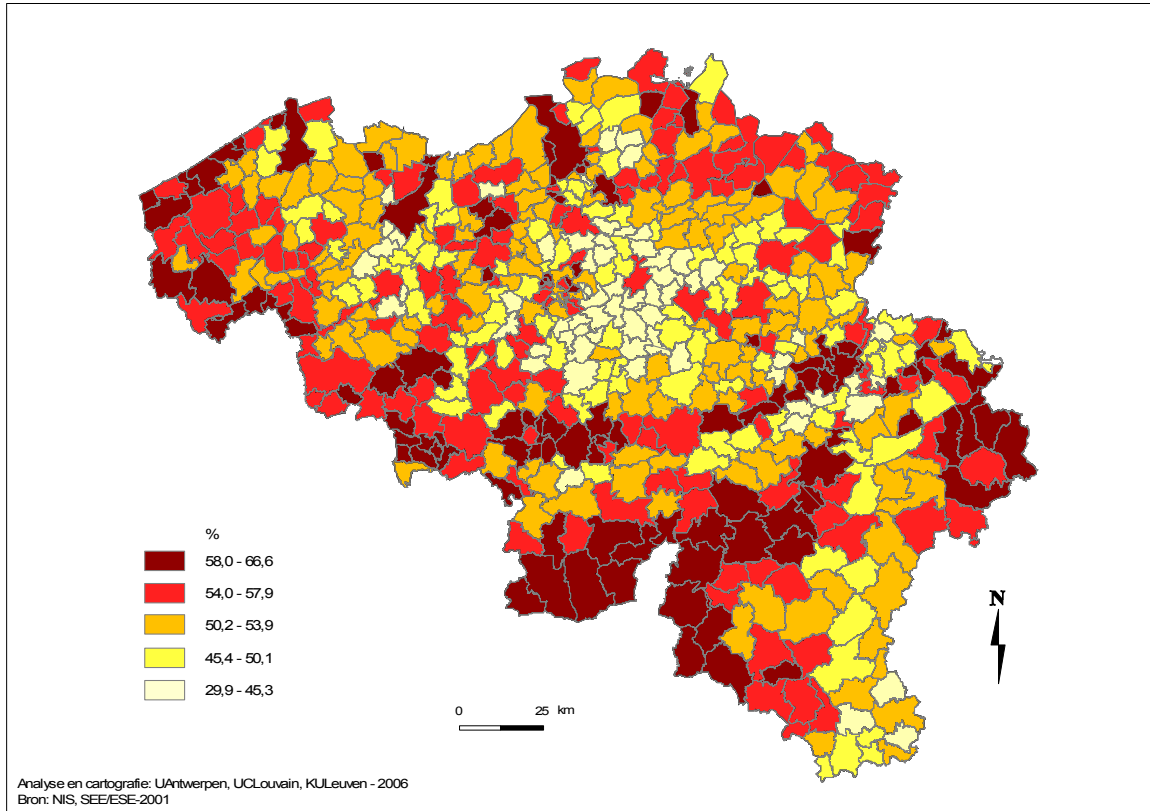 %
58,0 - 66,6
54,0 - 57,9
50,2 - 53,9
45,4 - 50,1
29,9 - 45,3
N
0 25 km
Analyse en cartografie: UAntwerpen, UCLouvain, KULeuven - 2006
Bron: NIS, SEE/ESE-2001